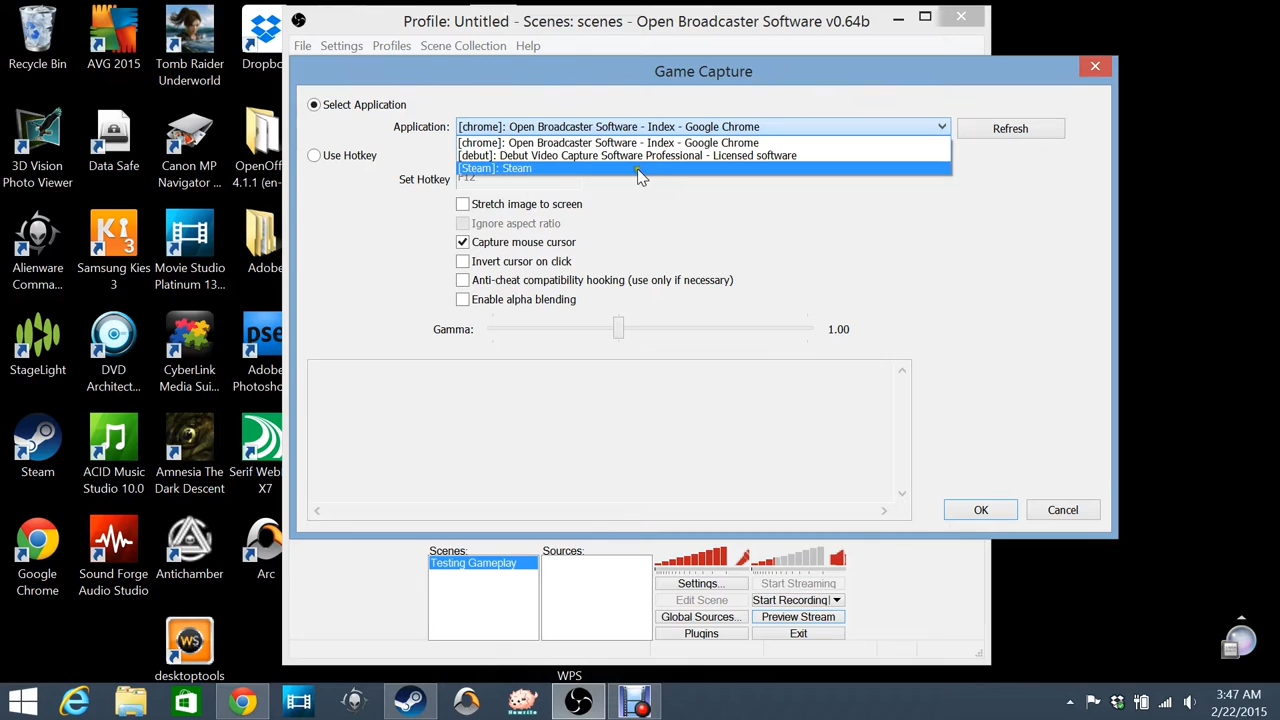 Profile: Untitled - Scenes: scenes - Open Broadcaster Software v0.64b
File Settings Profiles Scene Collection Help
Game Capture
Select Application
Application: [chrome]: Open Broadcaster Software - Index - Google Chrome
Refresh
[chrome]: Open Broadcaster Software - Index - Google Chrome
[debut]: Debut Video Capture Software Professional - Licensed software
[Steam]: Steam
Use Hotkey
Set Hotkey F12
Stretch image to screen
Ignore aspect ratio
Capture mouse cursor
Invert cursor on click
Anti-cheat compatibility hooking (use only if necessary)
Enable alpha blending
Gamma: 1.00
OK Cancel
Scenes: Sources:
Testing Gameplay
Settings... Start Streaming
Edit Scene Start Recording
Global Sources... Preview Stream
Plugins Exit
Recycle Bin
AVG 2015
Tomb Raider
Underworld
Dropbo
3D Vision
Photo Viewer
Data Safe
Canon MP
Navigator ...
OpenOff
4.1.1 (en-
Alienware
Comma...
Ki
3
Samsung Kies
3
Movie Studio
Platinum 13...
Adobe
StageLight
DVD
Architect...
CyberLink
Media Sui...
DSE
Adobe
Photosho
Steam
ACID Music
Studio 10.0
Amnesia The
Dark Descent
Serif Web
X7
Google
Chrome
Sound Forge
Audio Studio
Antichamber
Arc
WS
desktoptools
WPS
Newrite
3:47 AM
2/22/2015